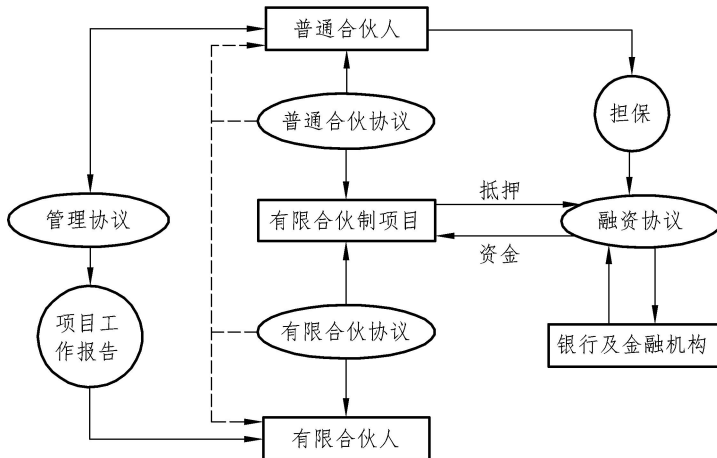 普通合伙人
普通合伙协议
担保
管理协议
有限合伙制项目
抵押
资金
融资协议
项目工
作报告
有限合伙协议
银行及金融机构
有限合伙人